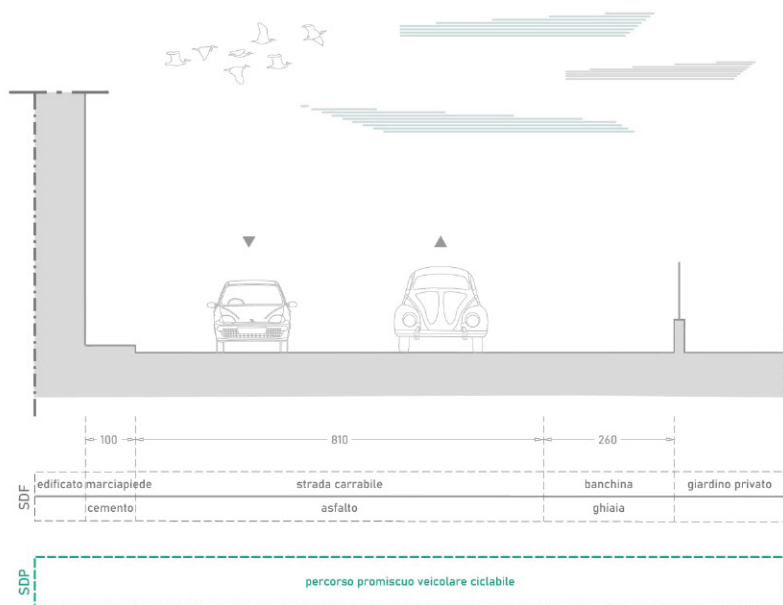 100 810 260
SDF
edificato marciapiede strada carrabile banchina giardino privato
cemento asfalto ghiaia
SDP
percorso promiscuo veicolare ciclabile